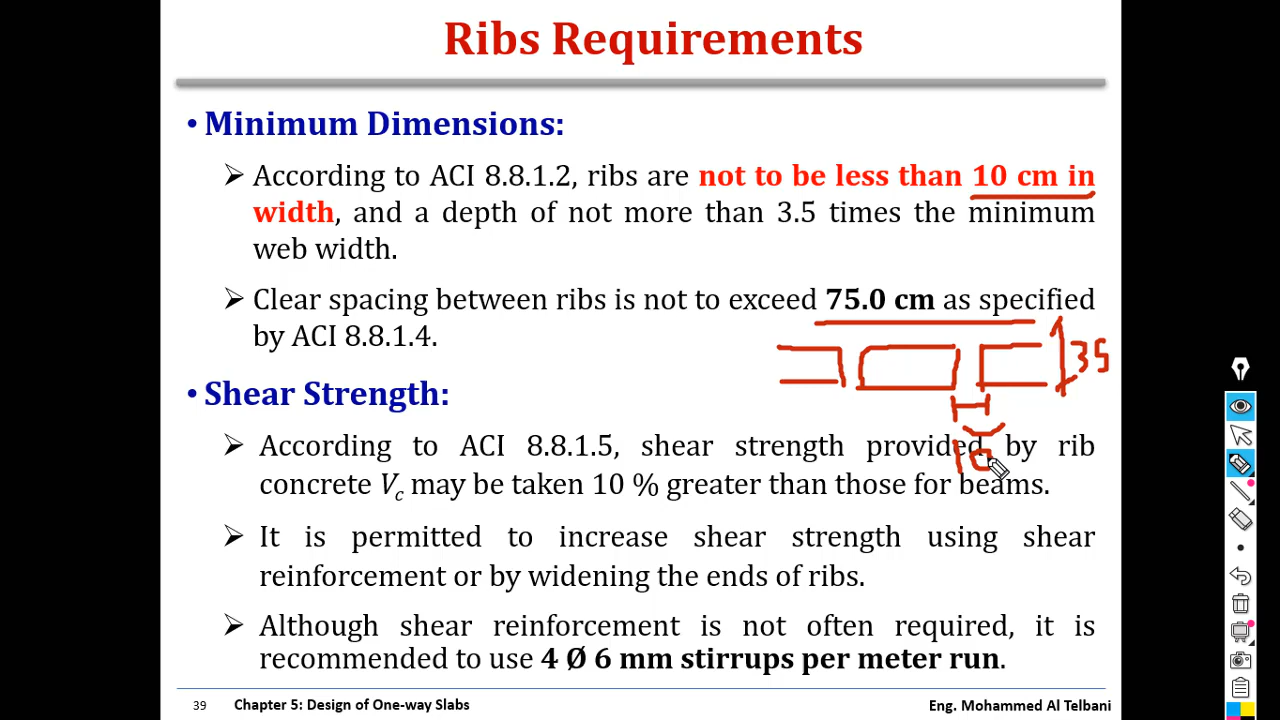 Ribs Requirements
• Minimum Dimensions:
➢ According to ACI 8.8.1.2, ribs are not to be less than 10 cm in
width, and a depth of not more than 3.5 times the minimum
web width.
➢ Clear spacing between ribs is not to exceed 75.0 cm as specified
by ACI 8.8.1.4.
35
• Shear Strength:
➢ According to ACI 8.8.1.5, shear strength provided by rib
10
concrete Vc may be taken 10 % greater than those for beams.
➢ It is permitted to increase shear strength using shear
reinforcement or by widening the ends of ribs.
➢ Although shear reinforcement is not often required, it is
recommended to use 4 Ø 6 mm stirrups per meter run.
39 Chapter 5: Design of One-way Slabs Eng. Mohammed Al Telbani